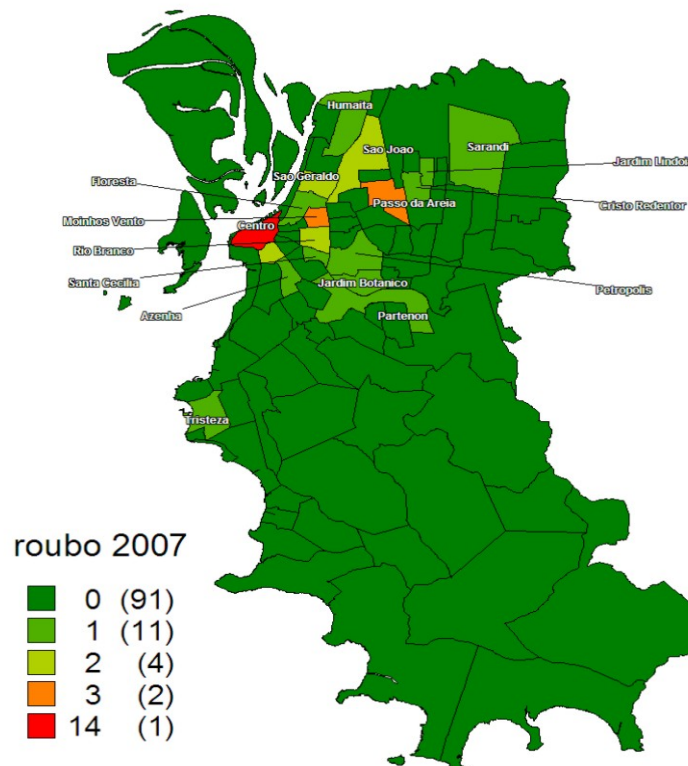 Humaita
Sao Joao
Sarandi
Jardim Lindoi
Sao Geraldo
Floresta
Passo da Areia
Cristo Redentor
Moinhos Vento
Centro
Rio Branco
Santa Cecilia
Jardim Botanico
Petropolis
Azenha
Partenon
Tristeza
roubo 2007
0 (91)
1 (11)
2 (4)
3 (2)
14 (1)